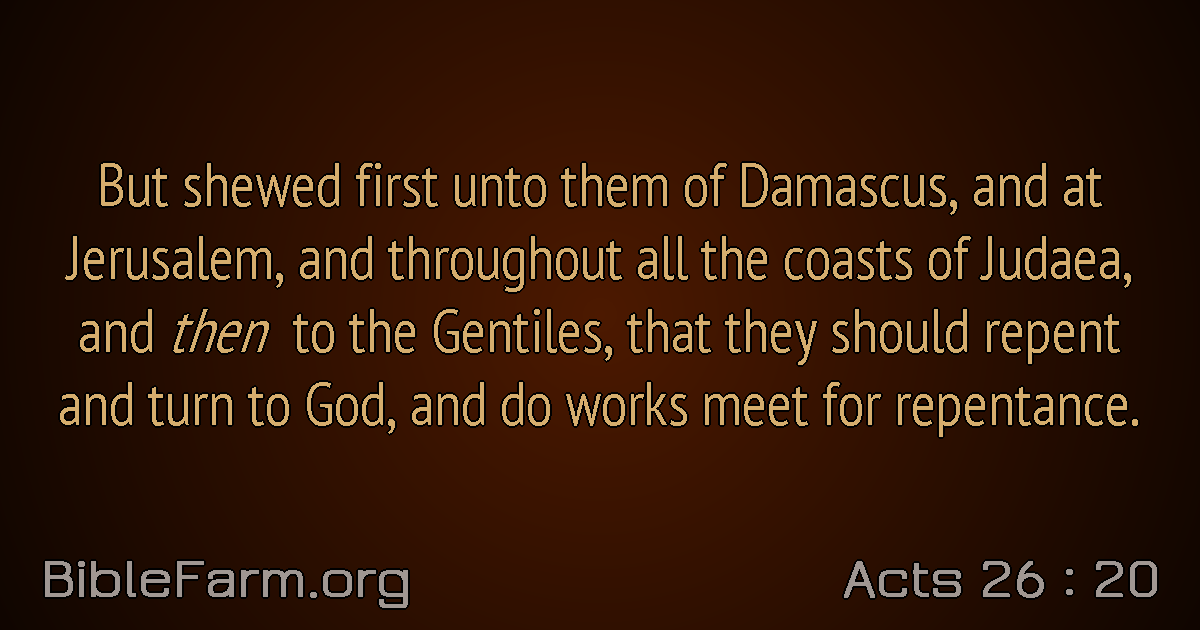 But shewed first unto them of Damascus, and at
Jerusalem, and throughout all the coasts of Judaea,
and then to the Gentiles, that they should repent
and turn to God, and do works meet for repentance.
BibleFarm.org
Acts 26 : 20